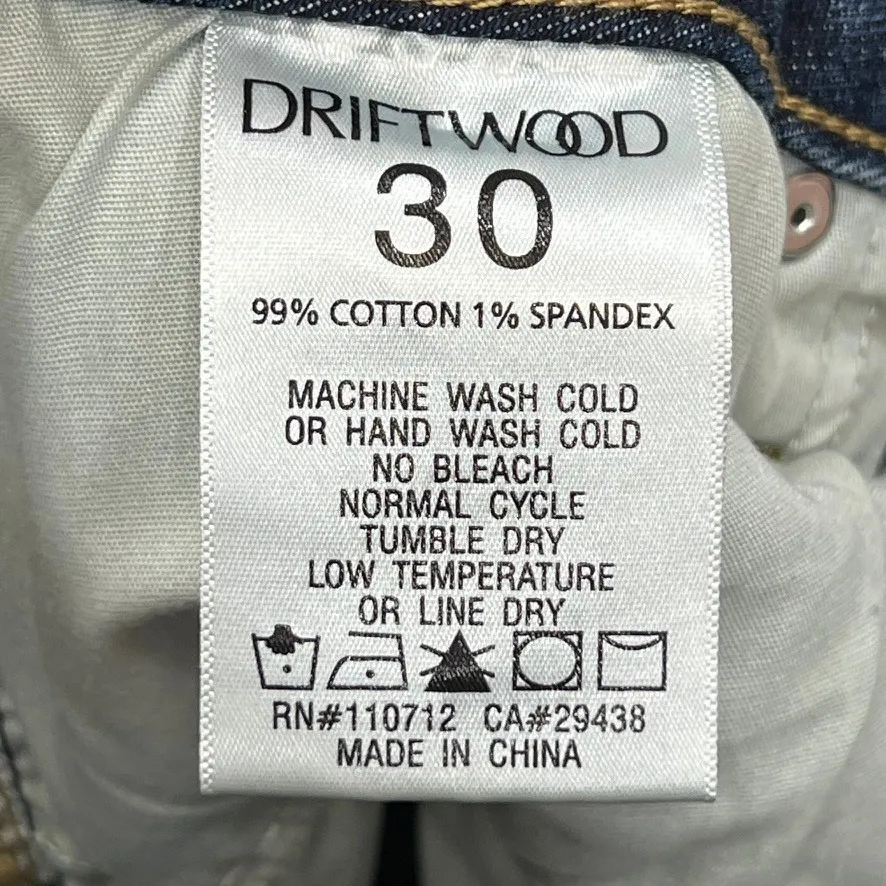 DRIFTWOOD
30
99% COTTON 1% SPANDEX
MACHINE WASH COLD
OR HAND WASH COLD
NO BLEACH
NORMAL CYCLE
TUMBLE DRY
LOW TEMPERATURE
OR LINE DRY
RN#110712 CA#29438
MADE IN CHINA